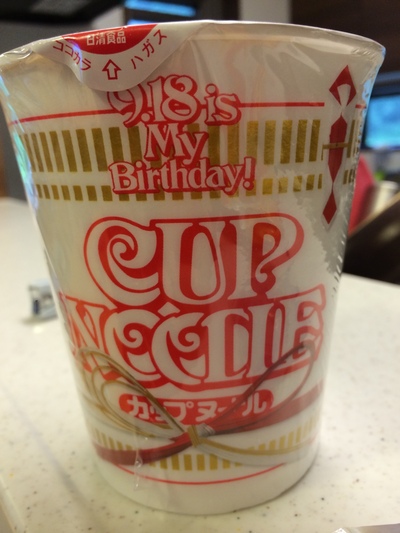 日清食品
ココカラ ハガス
9.18 is
My
Birthday!
CUP
NOODLE
カップヌードル